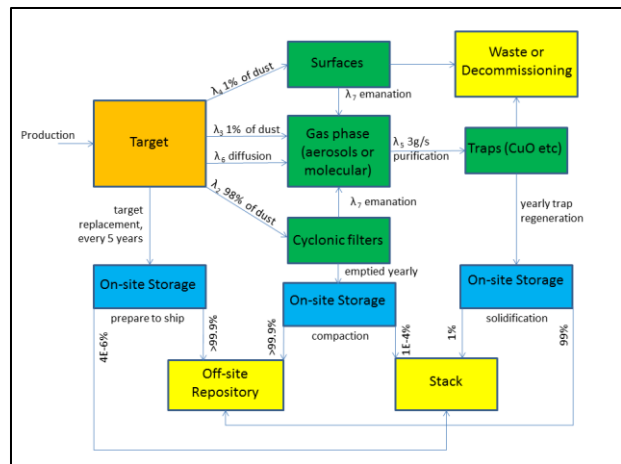 Surfaces
Waste or
Decommissioning
λ₄ 1% of dust
λ₇ emanation
Production
Target
λ₃ 1% of dust
λ₆ diffusion
Gas phase
(aerosols or
molecular)
λ₅ 3g/s
purification
Traps (CuO etc)
λ₂ 98% of dust
λ₇ emanation
target
replacement,
every 5 years
Cyclonic filters
yearly trap
regeneration
emptied yearly
On-site Storage
On-site Storage
On-site Storage
prepare to ship
compaction
solidification
4E-6%
>99.9%
>99.9%
1E-4%
1%
99%
Off-site
Repository
Stack